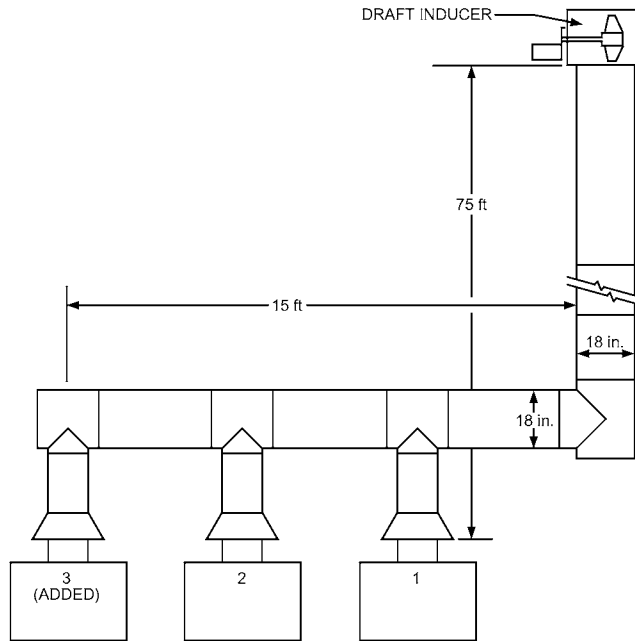 DRAFT INDUCER
75 ft
15 ft
18 in.
18 in.
3
(ADDED)
2
1